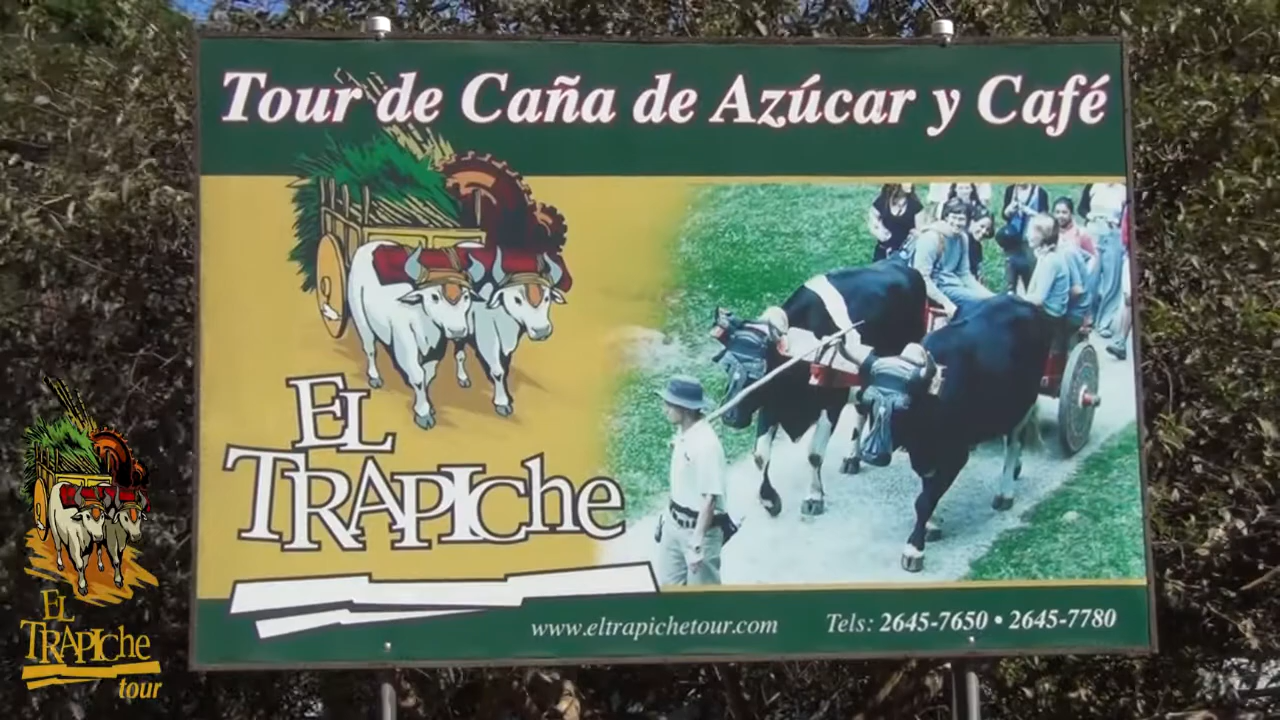 Tour de Caña de Azúcar y Café
EL
TRAPIche
www.eltrapichetour.com
Tels: 2645-7650 • 2645-7780
EL
TRAPIche
tour